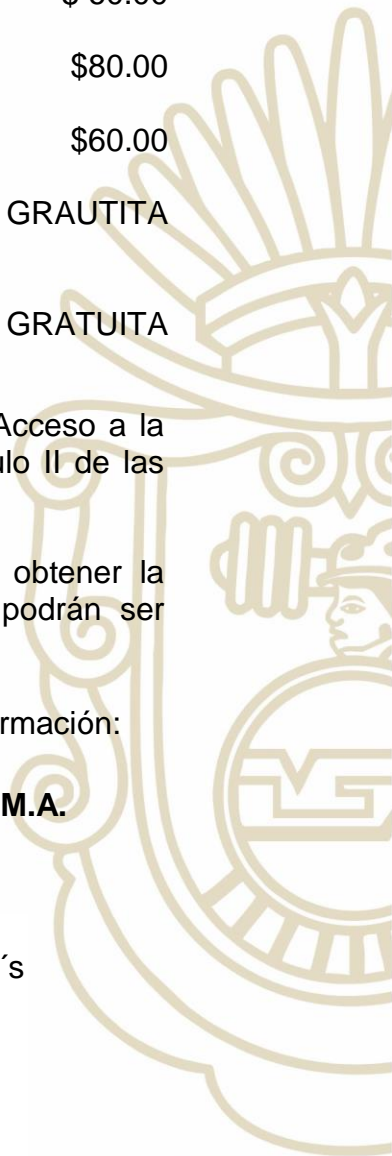 $80.00
$60.00
GRAUTITA
GRATUITA
Acceso a la
ulo II de las
obtener la
podrán ser
rmación:
M.A.
´s